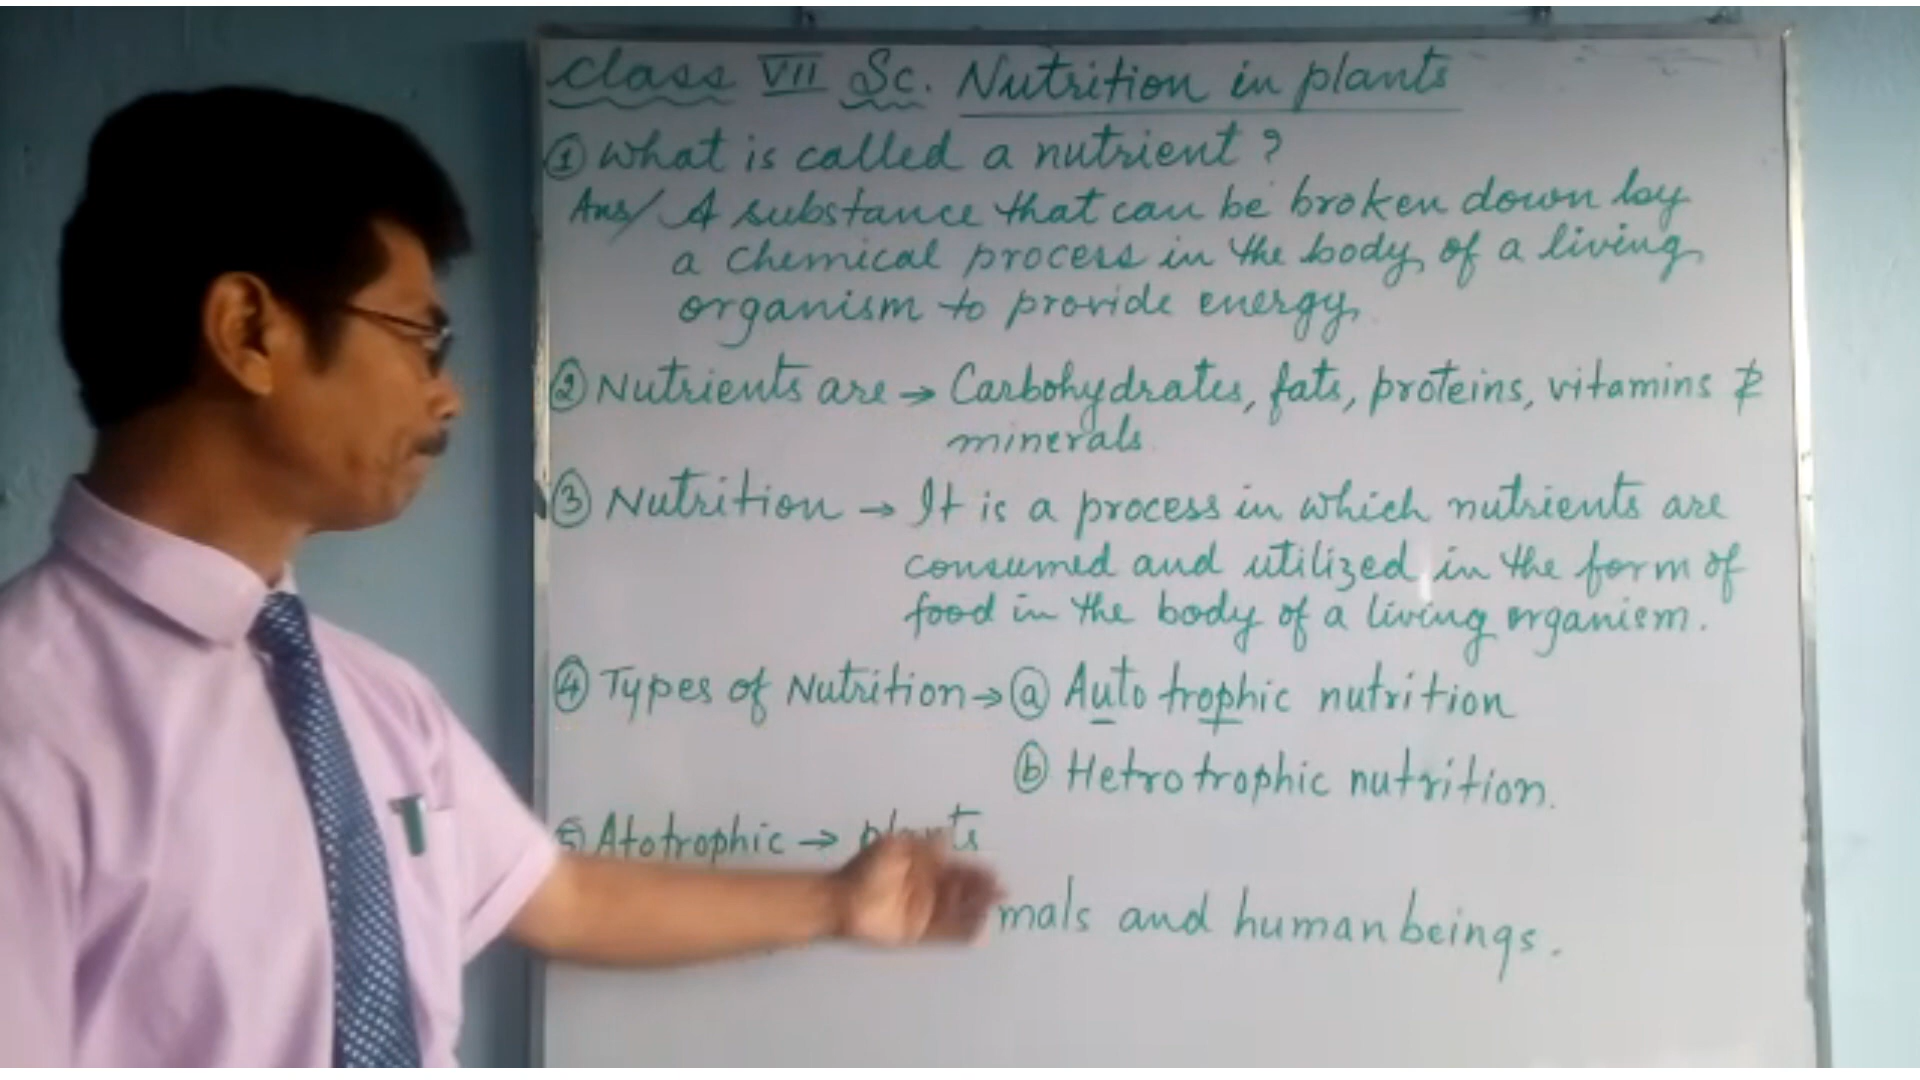 Class VII Sc. Nutrition in plants
① What is called a nutrient?
Ans/ A substance that can be broken down by
a chemical process in the body of a living
organism to provide energy.
② Nutrients are → Carbohydrates, fats, proteins, vitamins &
minerals.
③ Nutrition → It is a process in which nutrients are
consumed and utilized in the form of
food in the body of a living organism.
④ Types of Nutrition → ⓐ Auto trophic nutrition
ⓑ Hetrotrophic nutrition.
⑤ Atotrophic → plants
mals and human beings.